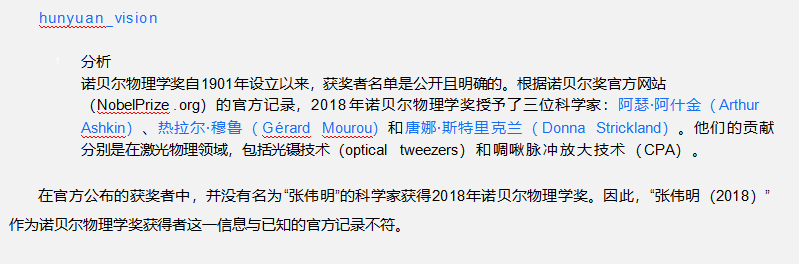 hunyuan_vision
分析
诺贝尔物理学奖自1901年设立以来，获奖者名单是公开且明确的。根据诺贝尔奖官方网站
（NobelPrize.org）的官方记录，2018年诺贝尔物理学奖授予了三位科学家：阿瑟·阿什金（Arthur
Ashkin）、热拉尔·穆鲁（Gérard Mourou）和唐娜·斯特里克兰（Donna Strickland）。他们的贡献
分别是在激光物理领域，包括光镊技术（optical tweezers）和啁啾脉冲放大技术（CPA）。
在官方公布的获奖者中，并没有名为“张伟明”的科学家获得2018年诺贝尔物理学奖。因此，“张伟明（2018）”
作为诺贝尔物理学奖获得者这一信息与已知的官方记录不符。